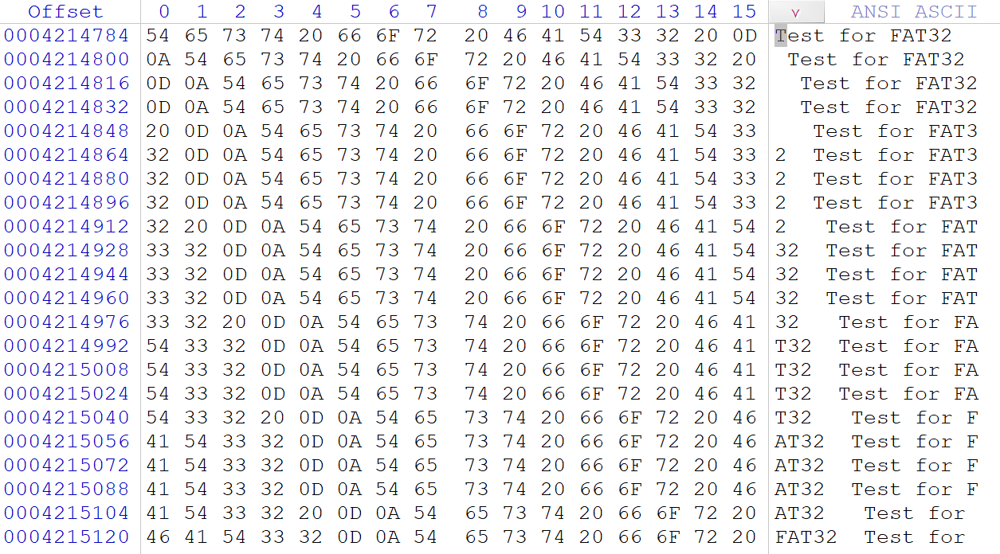 Offset 0 1 2 3 4 5 6 7 8 9 10 11 12 13 14 15 ANSI ASCII
0004214784 54 65 73 74 20 66 6F 72 20 46 41 54 33 32 20 0D Test for FAT32
0004214800 0A 54 65 73 74 20 66 6F 72 20 46 41 54 33 32 20 Test for FAT32
0004214816 0D 0A 54 65 73 74 20 66 6F 72 20 46 41 54 33 32 Test for FAT32
0004214832 0D 0A 54 65 73 74 20 66 6F 72 20 46 41 54 33 32 Test for FAT32
0004214848 20 0D 0A 54 65 73 74 20 66 6F 72 20 46 41 54 33 Test for FAT3
0004214864 32 0D 0A 54 65 73 74 20 66 6F 72 20 46 41 54 33 2 Test for FAT3
0004214880 32 0D 0A 54 65 73 74 20 66 6F 72 20 46 41 54 33 2 Test for FAT3
0004214896 32 0D 0A 54 65 73 74 20 66 6F 72 20 46 41 54 33 2 Test for FAT3
0004214912 32 20 0D 0A 54 65 73 74 20 66 6F 72 20 46 41 54 2 Test for FAT
0004214928 33 32 0D 0A 54 65 73 74 20 66 6F 72 20 46 41 54 32 Test for FAT
0004214944 33 32 0D 0A 54 65 73 74 20 66 6F 72 20 46 41 54 32 Test for FAT
0004214960 33 32 0D 0A 54 65 73 74 20 66 6F 72 20 46 41 54 32 Test for FAT
0004214976 33 32 20 0D 0A 54 65 73 74 20 66 6F 72 20 46 41 32 Test for FA
0004214992 54 33 32 0D 0A 54 65 73 74 20 66 6F 72 20 46 41 T32 Test for FA
0004215008 54 33 32 0D 0A 54 65 73 74 20 66 6F 72 20 46 41 T32 Test for FA
0004215024 54 33 32 0D 0A 54 65 73 74 20 66 6F 72 20 46 41 T32 Test for FA
0004215040 54 33 32 20 0D 0A 54 65 73 74 20 66 6F 72 20 46 T32 Test for F
0004215056 41 54 33 32 0D 0A 54 65 73 74 20 66 6F 72 20 46 AT32 Test for F
0004215072 41 54 33 32 0D 0A 54 65 73 74 20 66 6F 72 20 46 AT32 Test for F
0004215088 41 54 33 32 0D 0A 54 65 73 74 20 66 6F 72 20 46 AT32 Test for F
0004215104 41 54 33 32 20 0D 0A 54 65 73 74 20 66 6F 72 20 AT32 Test for
0004215120 46 41 54 33 32 0D 0A 54 65 73 74 20 66 6F 72 20 FAT32 Test for